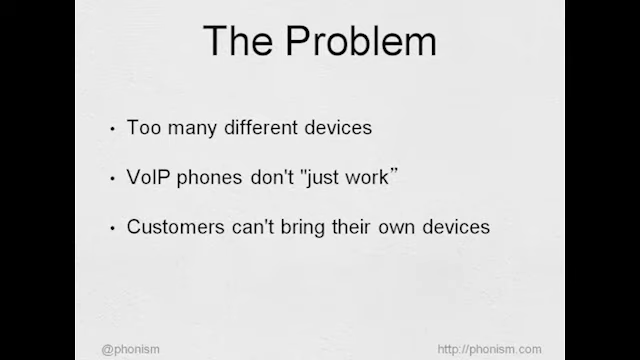 The Problem
• Too many different devices
• VoIP phones don't "just work”
• Customers can't bring their own devices
@phonism http://phonism.com